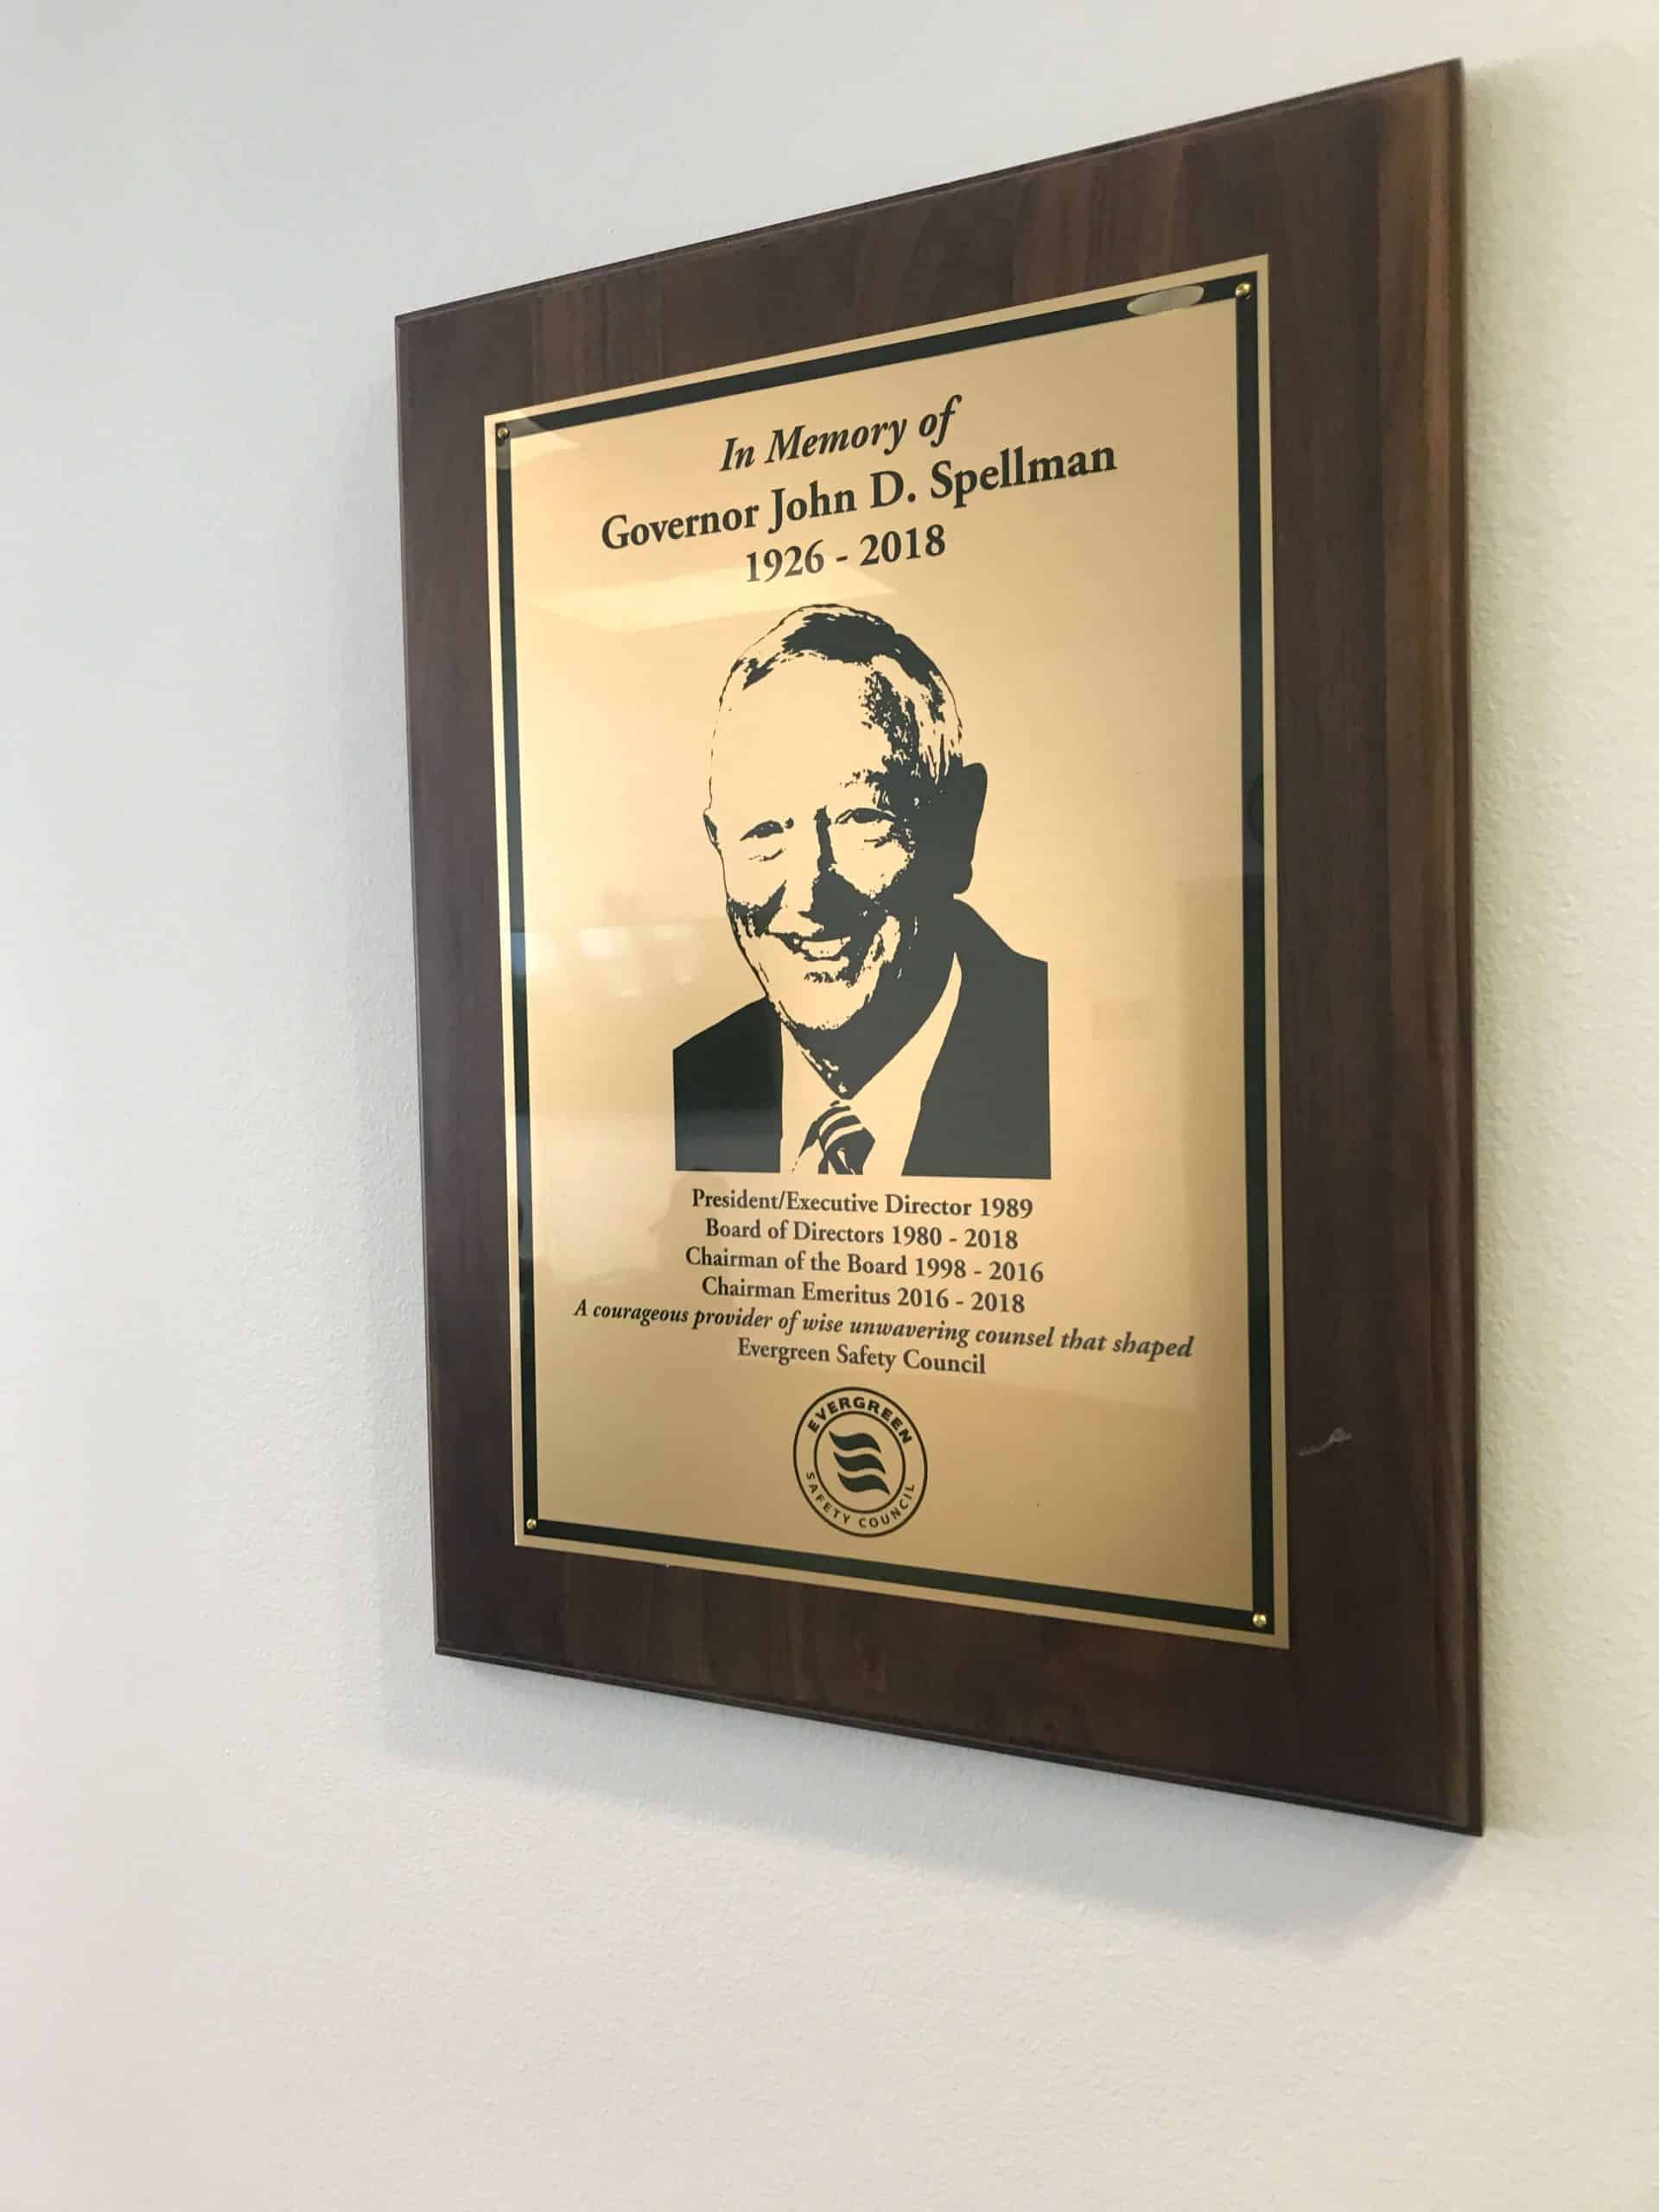 In Memory of
Governor John D. Spellman
1926 - 2018
President/Executive Director 1989
Board of Directors 1980 - 2018
Chairman of the Board 1998 - 2016
Chairman Emeritus 2016 - 2018
A courageous provider of wise unwavering counsel that shaped
Evergreen Safety Council
EVERGREEN
SAFETY COUNCIL